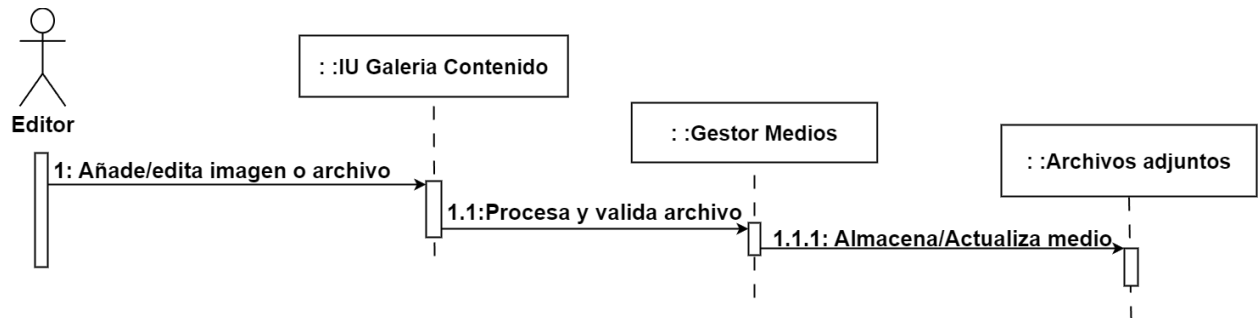 : :IU Galeria Contenido
Editor
: :Gestor Medios
: :Archivos adjuntos
1: Añade/edita imagen o archivo
1.1:Procesa y valida archivo
1.1.1: Almacena/Actualiza medio